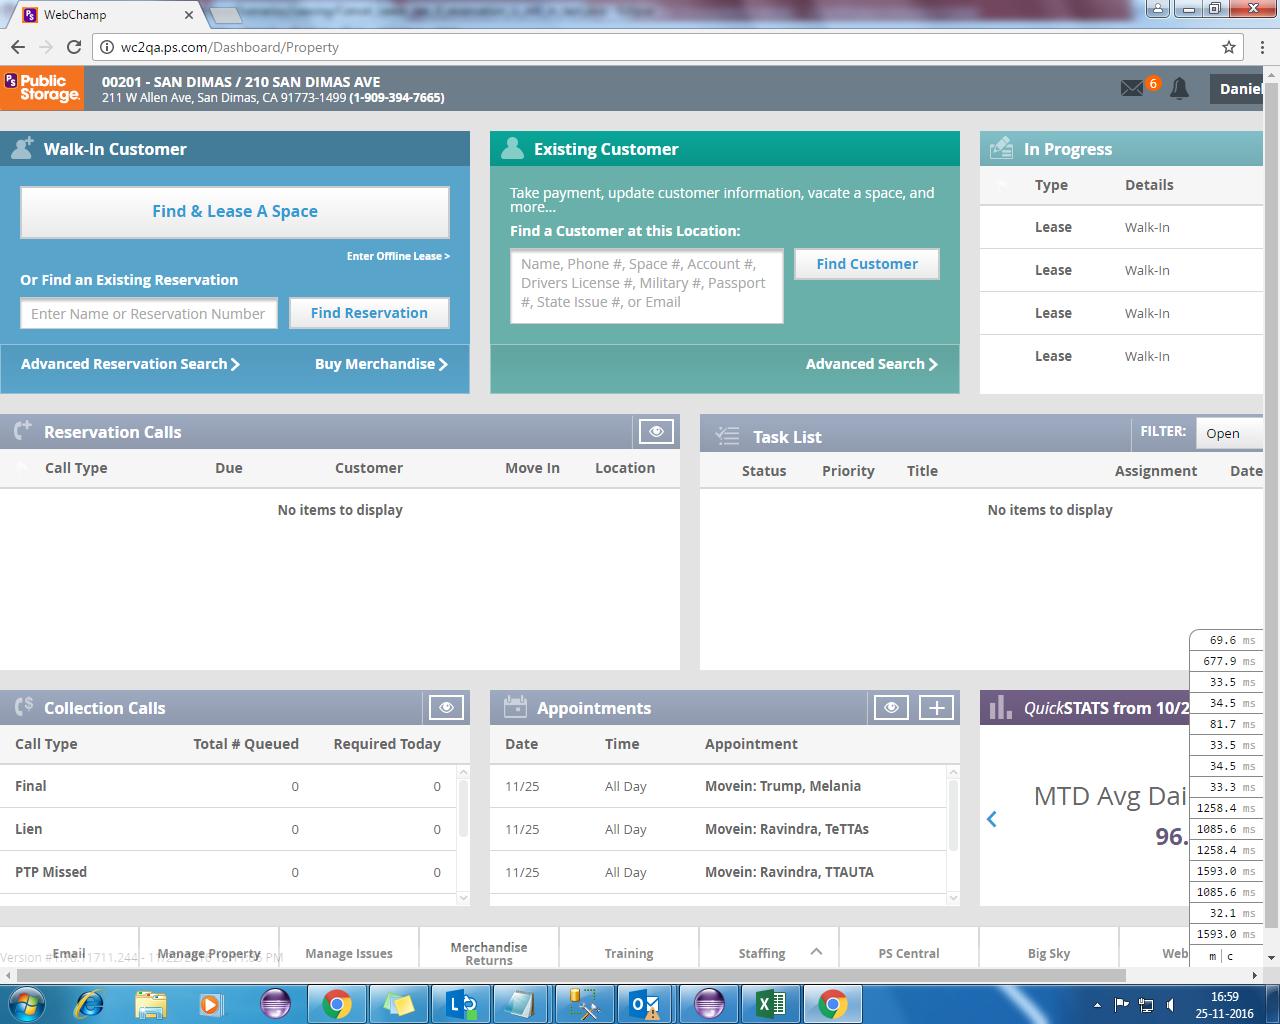 WebChamp
wc2qa.ps.com/Dashboard/Property
PS Public Storage.
00201 - SAN DIMAS / 210 SAN DIMAS AVE
211 W Allen Ave, San Dimas, CA 91773-1499 (1-909-394-7665)
6
Daniel
Walk-In Customer
Find & Lease A Space
Enter Offline Lease >
Or Find an Existing Reservation
Enter Name or Reservation Number
Find Reservation
Advanced Reservation Search
Buy Merchandise
Existing Customer
Take payment, update customer information, vacate a space, and
more...
Find a Customer at this Location:
Name, Phone #, Space #, Account #,
Drivers License #, Military #, Passport
#, State Issue #, or Email
Find Customer
Advanced Search
In Progress
Type Details
Lease Walk-In
Lease Walk-In
Lease Walk-In
Lease Walk-In
Reservation Calls
Call Type Due Customer Move In Location
No items to display
Task List
FILTER: Open
Status Priority Title Assignment Date
No items to display
Collection Calls
Call Type Total # Queued Required Today
Final 0 0
Lien 0 0
PTP Missed 0 0
Appointments
Date Time Appointment
11/25 All Day Movein: Trump, Melania
11/25 All Day Movein: Ravindra, TeTTAs
11/25 All Day Movein: Ravindra, TTAUTA
QuickSTATS from 10/2
MTD Avg Dai
96.
69.6 ms
677.9 ms
33.5 ms
34.5 ms
81.7 ms
33.5 ms
34.5 ms
33.3 ms
1258.4 ms
1085.6 ms
1258.4 ms
1593.0 ms
1085.6 ms
32.1 ms
1593.0 ms
m | c
Email
Manage Property
Manage Issues
Merchandise
Returns
Training
Staffing
PS Central
Big Sky
Web
Version
16:59
25-11-2016